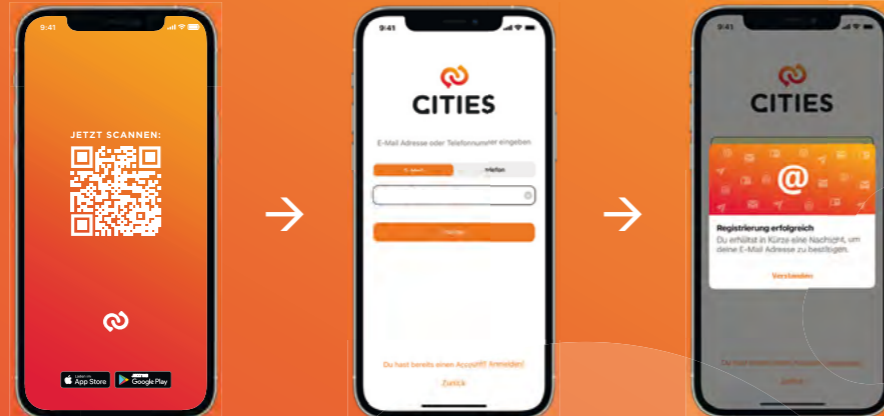 9:41
JETZT SCANNEN:
App Store
Google Play
→
9:41
CITIES
E-Mail Adresse oder Telefonnummer eingeben
Du hast bereits einen Anmelden!
Zurück
→
9:41
CITIES
@
Registrierung erfolgreich
Du erhältst in Kürze eine Nachricht, um
deine E-Mail Adresse zu bestätigen.
Verstanden